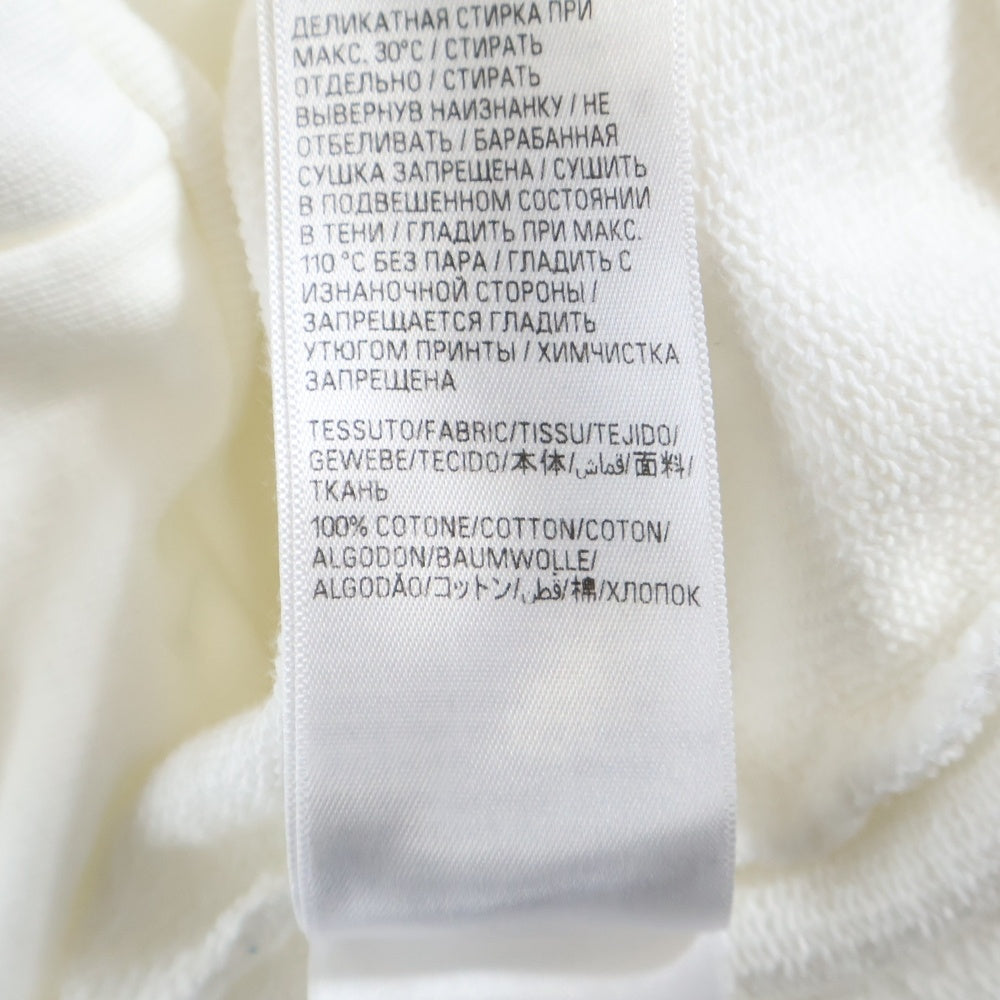 ДЕЛИКАТНАЯ СТИРКА ПРИ
МАКС. 30°C / СТИРАТЬ
ОТДЕЛЬНО / СТИРАТЬ
ВЫВЕРНУВ НАИЗНАНКУ / НЕ
ОТБЕЛИВАТЬ / БАРАБАННАЯ
СУШКА ЗАПРЕЩЕНА / СУШИТЬ
В ПОДВЕШЕННОМ СОСТОЯНИИ
В ТЕНИ / ГЛАДИТЬ ПРИ МАКС.
110 °C БЕЗ ПАРА / ГЛАДИТЬ С
ИЗНАНОЧНОЙ СТОРОНЫ /
ЗАПРЕЩАЕТСЯ ГЛАДИТЬ
УТЮГОМ ПРИНТЫ / ХИМЧИСТКА
ЗАПРЕЩЕНА
TESSUTO/FABRIC/TISSU/TEJIDO/
GEWEBE/TECIDO/本体/قماش/面料/
ТКАНЬ
100% COTONE/COTTON/COTON/
ALGODON/BAUMWOLLE/
ALGODÃO/コットン/قطن/棉/ХЛОПОК